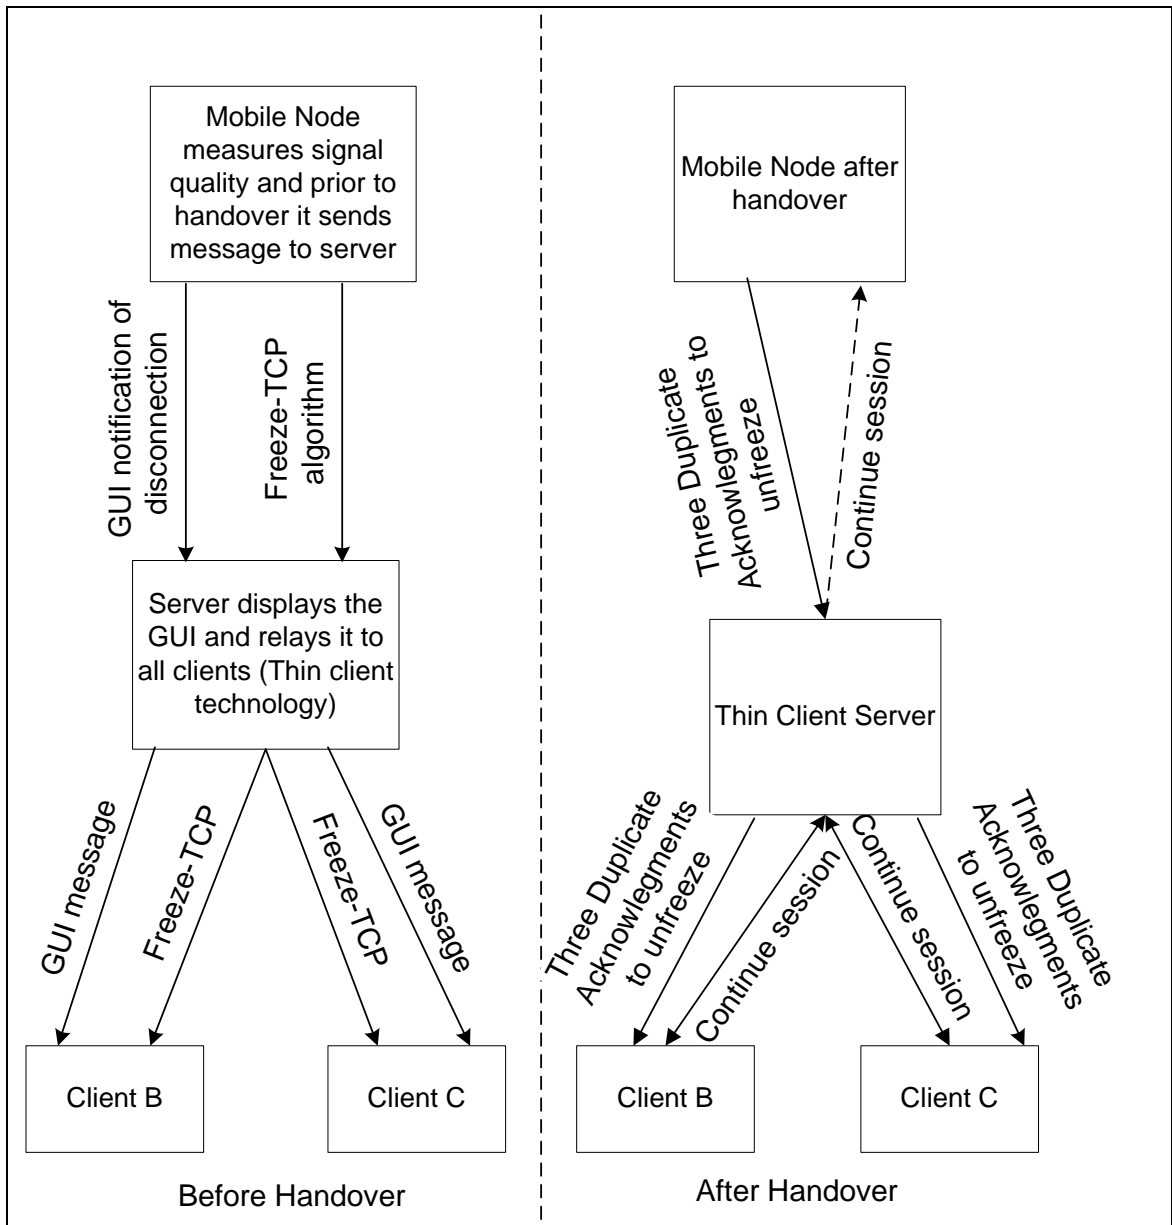 Mobile Node
measures signal
quality and prior to
handover it sends
message to server
GUI notification of
disconnection
Freeze-TCP
algorithm
Server displays the
GUI and relays it to
all clients (Thin client
technology)
GUI message
Freeze-TCP
Freeze-TCP
GUI message
Client B
Client C
Before Handover
Mobile Node after
handover
Three Duplicate
Acknowlegments to
unfreeze
Continue session
Thin Client Server
Three Duplicate
Acknowlegments
to unfreeze
Continue session
Continue session
Three Duplicate
Acknowlegments
to unfreeze
Client B
Client C
After Handover